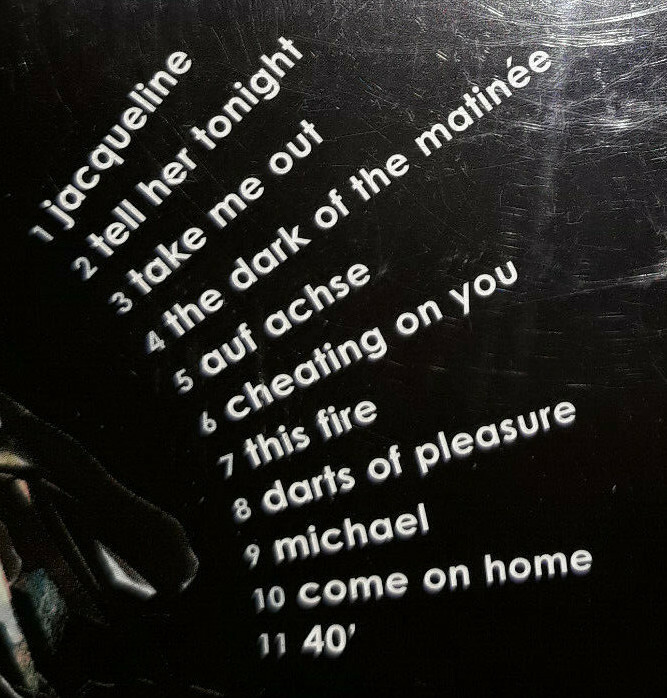 1 jacqueline
2 tell her tonight
3 take me out
4 the dark of the matinée
5 auf achse
6 cheating on you
7 this fire
8 darts of pleasure
9 michael
10 come on home
11 40'